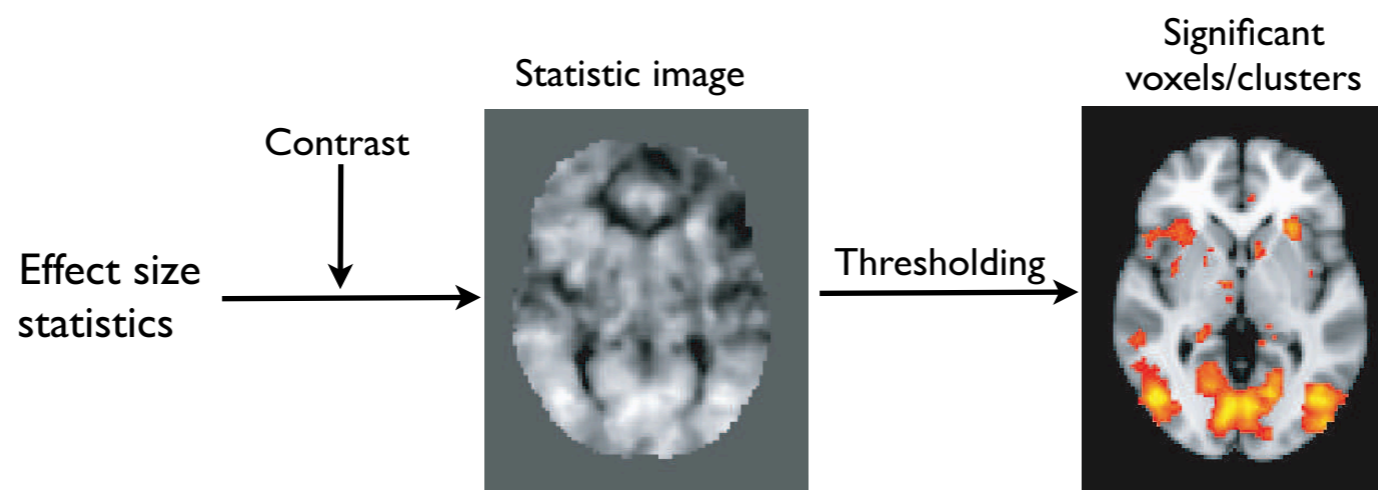 Effect size
statistics
Contrast
Statistic image
Thresholding
Significant
voxels/clusters